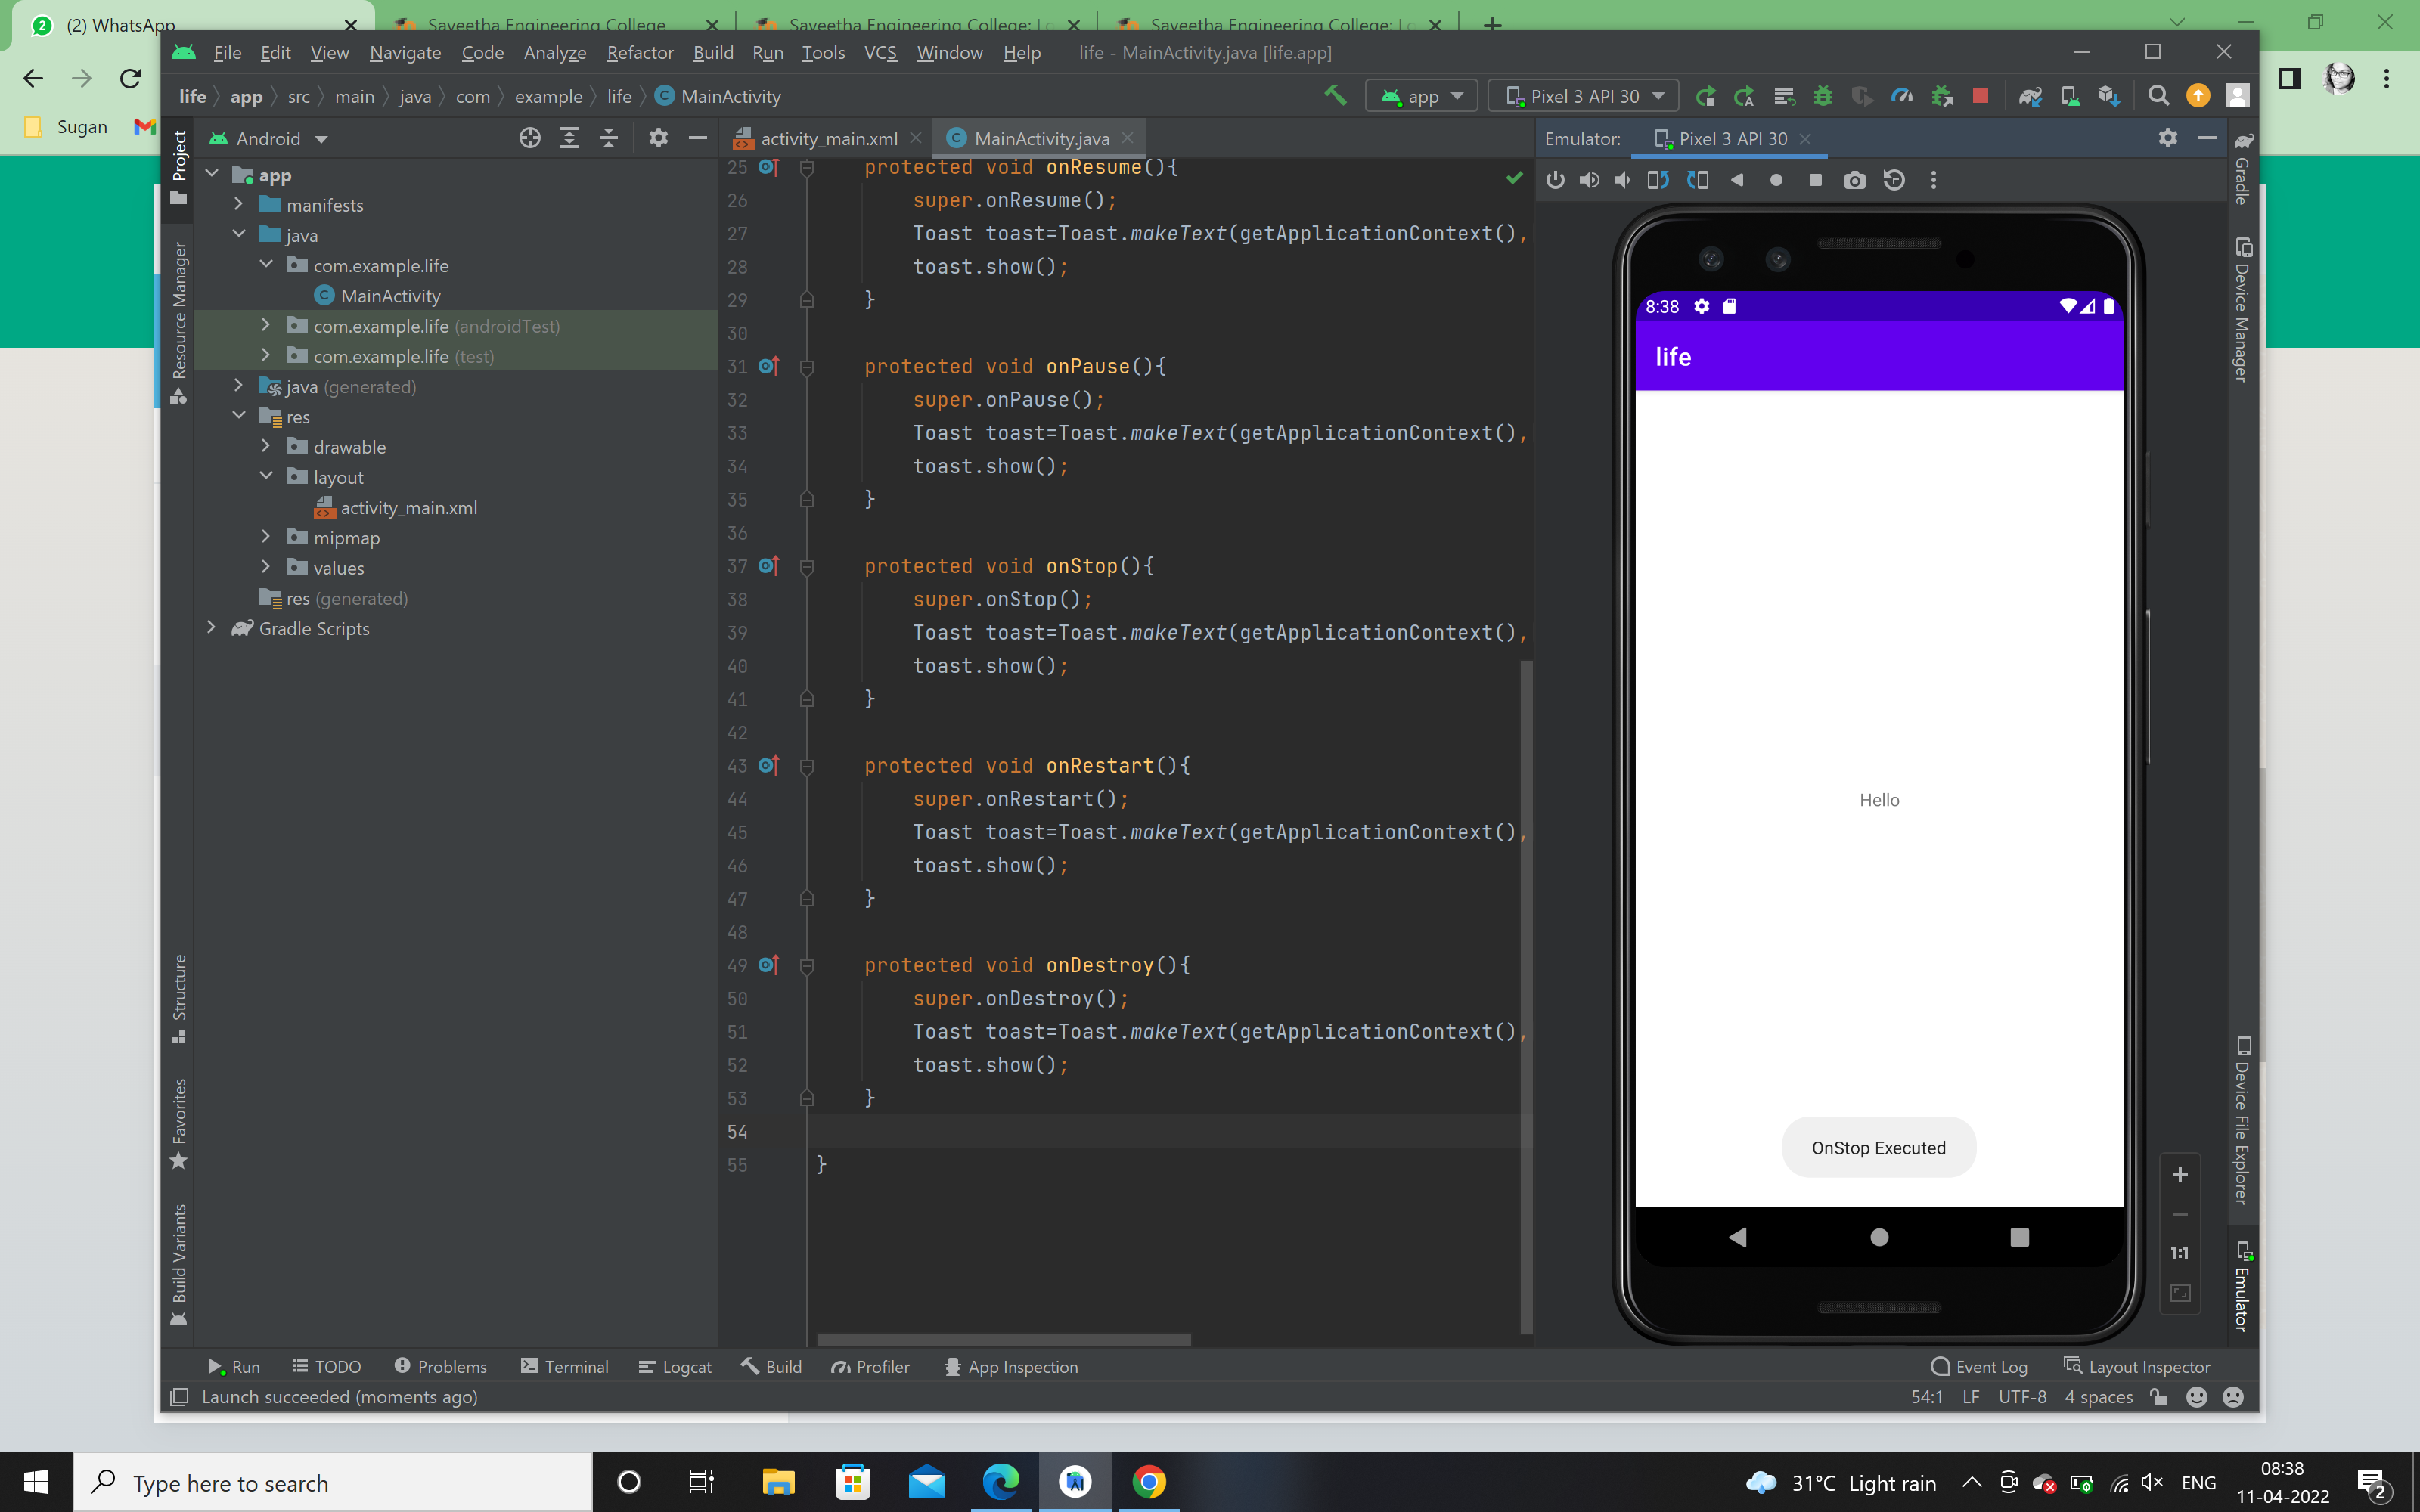 (2) WhatsApp
Saveetha Engineering College
Saveetha Engineering College: Lo
Saveetha Engineering College: Lo
File Edit View Navigate Code Analyze Refactor Build Run Tools VCS Window Help life - MainActivity.java [life.app]
life app src main java com example life MainActivity
app Pixel 3 API 30
Sugan
Android
activity_main.xml MainActivity.java
Emulator: Pixel 3 API 30
Project
Resource Manager
Structure
Favorites
Build Variants
app
manifests
java
com.example.life
MainActivity
com.example.life (androidTest)
com.example.life (test)
java (generated)
res
drawable
layout
activity_main.xml
mipmap
values
res (generated)
Gradle Scripts
25 protected void onResume(){
26 super.onResume();
27 Toast toast=Toast.makeText(getApplicationContext(),
28 toast.show();
29 }
30
31 protected void onPause(){
32 super.onPause();
33 Toast toast=Toast.makeText(getApplicationContext(),
34 toast.show();
35 }
36
37 protected void onStop(){
38 super.onStop();
39 Toast toast=Toast.makeText(getApplicationContext(),
40 toast.show();
41 }
42
43 protected void onRestart(){
44 super.onRestart();
45 Toast toast=Toast.makeText(getApplicationContext(),
46 toast.show();
47 }
48
49 protected void onDestroy(){
50 super.onDestroy();
51 Toast toast=Toast.makeText(getApplicationContext(),
52 toast.show();
53 }
54
55 }
8:38
life
Hello
OnStop Executed
1:1
Gradle
Device Manager
Device File Explorer
Emulator
Run TODO Problems Terminal Logcat Build Profiler App Inspection Event Log Layout Inspector
Launch succeeded (moments ago) 54:1 LF UTF-8 4 spaces
Type here to search
31°C Light rain ENG
08:38
11-04-2022
2